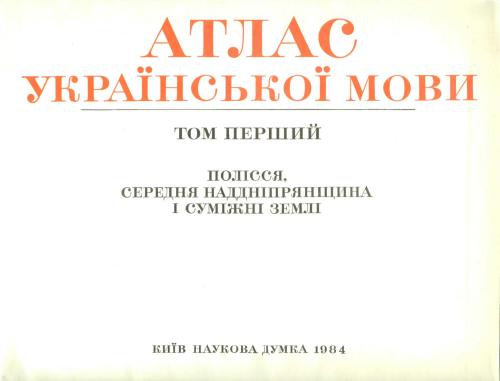 АТЛАС
УКРАЇНСЬКОЇ МОВИ
ТОМ ПЕРШИЙ
ПОЛІССЯ,
СЕРЕДНЯ НАДДНІПРЯНЩИНА
І СУМІЖНІ ЗЕМЛІ
КИЇВ НАУКОВА ДУМКА 1984